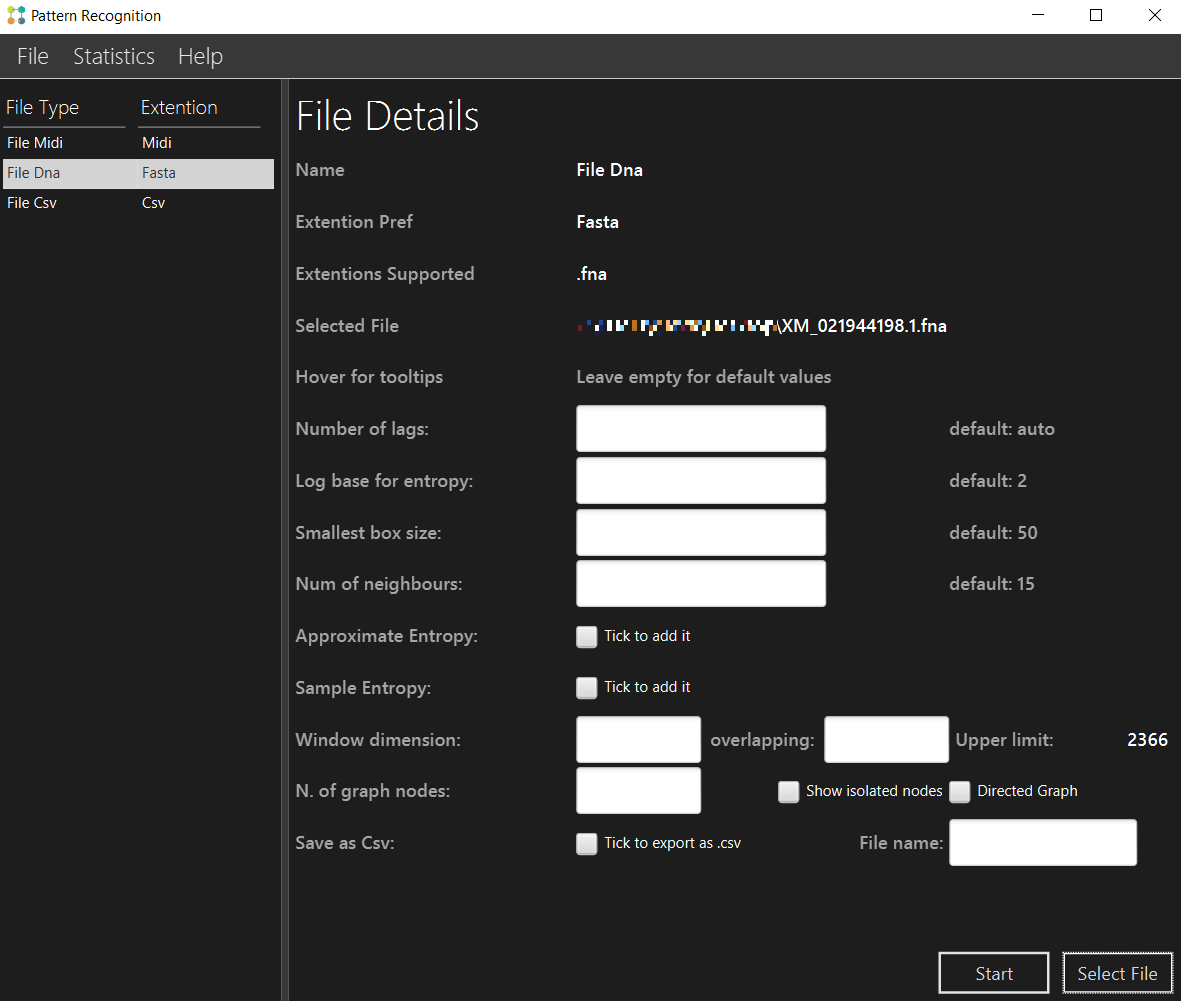 Pattern Recognition
File Statistics Help
File Type Extention
File Midi Midi
File Dna Fasta
File Csv Csv
File Details
Name File Dna
Extention Pref Fasta
Extentions Supported .fna
Selected File \XM_021944198.1.fna
Hover for tooltips Leave empty for default values
Number of lags: default: auto
Log base for entropy: default: 2
Smallest box size: default: 50
Num of neighbours: default: 15
Approximate Entropy: Tick to add it
Sample Entropy: Tick to add it
Window dimension: overlapping: Upper limit: 2366
N. of graph nodes: Show isolated nodes Directed Graph
Save as Csv: Tick to export as .csv File name:
Start Select File